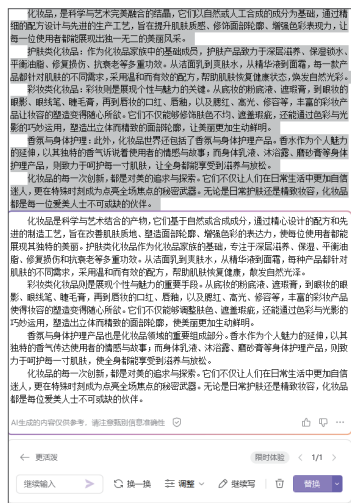 化妆品，是科学与艺术完美融合的结晶，它们以自然或人工合成的成分为基础，通过精
细的配方设计与先进的生产工艺，旨在提升肌肤质感、修饰面部轮廓、增强色彩表现力，让
每一位使用者都能展现出独一无二的美丽风采。
护肤类化妆品：作为化妆品家族中的基础成员，护肤产品致力于深层滋养、保湿锁水、
平衡油脂、修复损伤、抗衰老等多重功效。从洁面乳到爽肤水，从精华液到面霜，每一款产
品都针对肌肤的不同需求，采用温和而有效的配方，帮助肌肤恢复健康状态，焕发自然光彩。
彩妆类化妆品：彩妆则是展现个性与魅力的关键。从底妆的粉底液、遮瑕膏，到眼妆的
眼影、眼线笔、睫毛膏，再到唇妆的口红、唇釉，以及腮红、高光、修容等，丰富的彩妆产
品让妆容的塑造变得随心所欲。它们不仅能够修饰肤色不均、遮盖瑕疵，还能通过色彩与光
影的巧妙运用，塑造出立体而精致的面部轮廓，让美丽更加生动鲜明。
香氛与身体护理：此外，化妆品世界还包括了香氛与身体护理产品。香水作为个人魅力
的延伸，以其独特的香气诉说着使用者的情感与故事；而身体乳液、沐浴露、磨砂膏等身体
护理产品，则致力于呵护每一寸肌肤，让全身都能感受到滋养与放松。
化妆品的每一次创新，都是对美的追求与探索。它们不仅让人们在日常生活中更加自信
迷人，更在特殊时刻成为点亮全场焦点的秘密武器。无论是日常护肤还是精致妆容，化妆品
都是每一位爱美人士不可或缺的伙伴。
化妆品是科学与艺术结合的产物，它们基于自然或合成成分，通过精心设计的配方和先
进的制造工艺，旨在改善肌肤质地、塑造面部轮廓、增强色彩的表达力，使每位使用者都能
展现其独特的美丽。护肤类化妆品作为化妆品家族的基础，专注于深层滋养、保湿、平衡油
脂、修复损伤和抗衰老等多重功效。从洁面乳到爽肤水，从精华液到面霜，每种产品都针对
肌肤的不同需求，采用温和而有效的配方，帮助肌肤恢复健康，散发自然光泽。
彩妆类化妆品则是展现个性与魅力的重要手段。从底妆的粉底液、遮瑕膏，到眼妆的眼
影、眼线笔、睫毛膏，再到唇妆的口红、唇釉，以及腮红、高光、修容等，丰富的彩妆产品
使得妆容的塑造变得随心所欲。它们不仅能够调整肤色、遮盖瑕疵，还能通过色彩与光影的
巧妙运用，塑造出立体而精致的面部轮廓，使美丽更加生动鲜明。
香氛与身体护理产品也是化妆品领域的重要组成部分。香水作为个人魅力的延伸，以其
独特的香气传达使用者的情感与故事；而身体乳液、沐浴露、磨砂膏等身体护理产品，则致
力于呵护每一寸肌肤，使全身都能享受到滋养与放松。
化妆品的每一次创新，都是对美的追求与探索。它们不仅让人们在日常生活中更加自信
迷人，更在特殊时刻成为点亮全场焦点的秘密武器。无论是日常护肤还是精致妆容，化妆品
都是每位爱美人士不可或缺的伙伴。
AI生成的内容仅供参考，请注意甄别信息准确性
← 更活泼 限时体验 < 1/1 >
继续输入 换一换 调整 继续写 替换